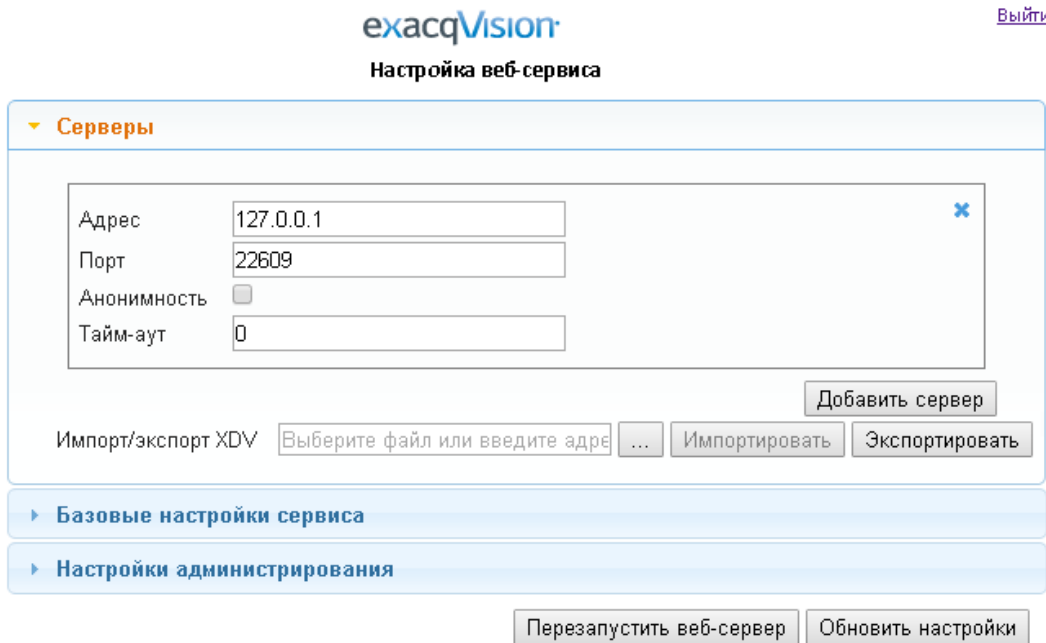 exacqVision
Выйти
Настройка веб-сервиса
Серверы
Адрес 127.0.0.1
Порт 22609
Анонимность
Тайм-аут 0
Добавить сервер
Импорт/экспорт XDV Выберите файл или введите адре ... Импортировать Экспортировать
Базовые настройки сервиса
Настройки администрирования
Перезапустить веб-сервер Обновить настройки